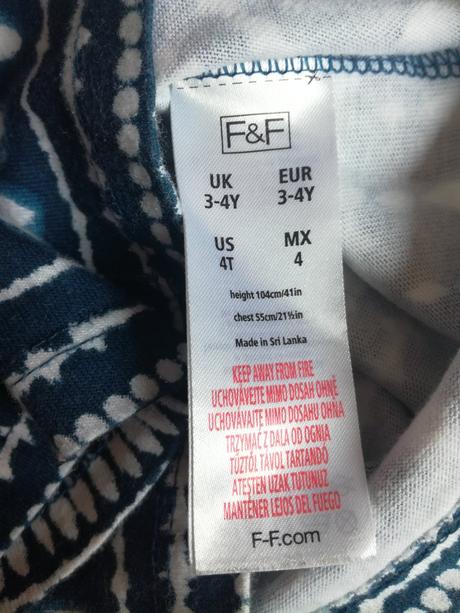 F&F
UK EUR
3-4Y 3-4Y
US MX
4T 4
height 104cm/41in
chest 55cm/21½in
Made in Sri Lanka
KEEP AWAY FROM FIRE
UCHOVÁVEJTE MIMO DOSAH OHNĚ
UCHOVÁVAJTE MIMO DOSAHU OHŇA
TRZYMAĆ Z DALA OD OGNIA
TŰZTŐL TÁVOL TARTANDÓ
ATEŞTEN UZAK TUTUNUZ
MANTENER LEJOS DEL FUEGO
F-F.com